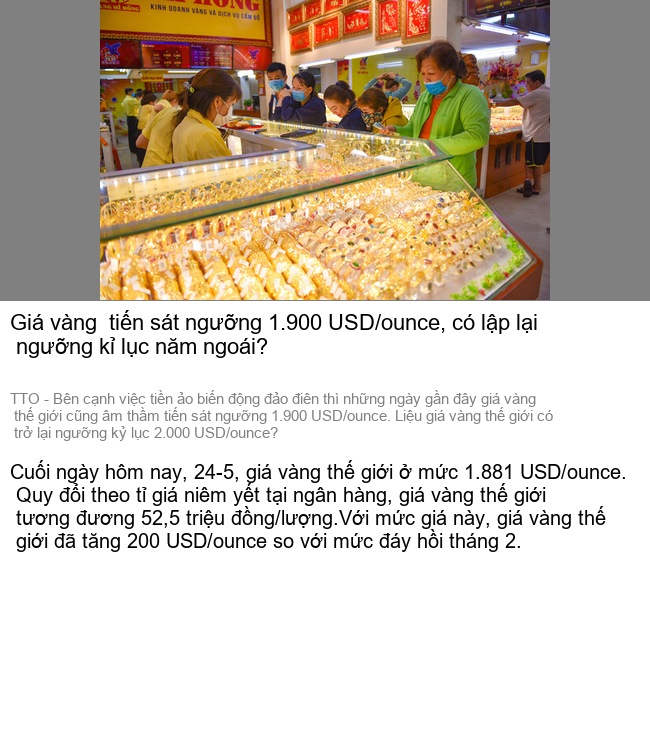 HỒNG
NG MI HỒNG
KINH DOANH VÀNG VÀ DỊCH VỤ CẦM ĐỒ
Giá vàng tiến sát ngưỡng 1.900 USD/ounce, có lập lại
ngưỡng kỉ lục năm ngoái?
TTO - Bên cạnh việc tiền ảo biến động đảo điên thì những ngày gần đây giá vàng
thế giới cũng âm thầm tiến sát ngưỡng 1.900 USD/ounce. Liệu giá vàng thế giới có
trở lại ngưỡng kỷ lục 2.000 USD/ounce?
Cuối ngày hôm nay, 24-5, giá vàng thế giới ở mức 1.881 USD/ounce.
Quy đổi theo tỉ giá niêm yết tại ngân hàng, giá vàng thế giới
tương đương 52,5 triệu đồng/lượng.Với mức giá này, giá vàng thế
giới đã tăng 200 USD/ounce so với mức đáy hồi tháng 2.